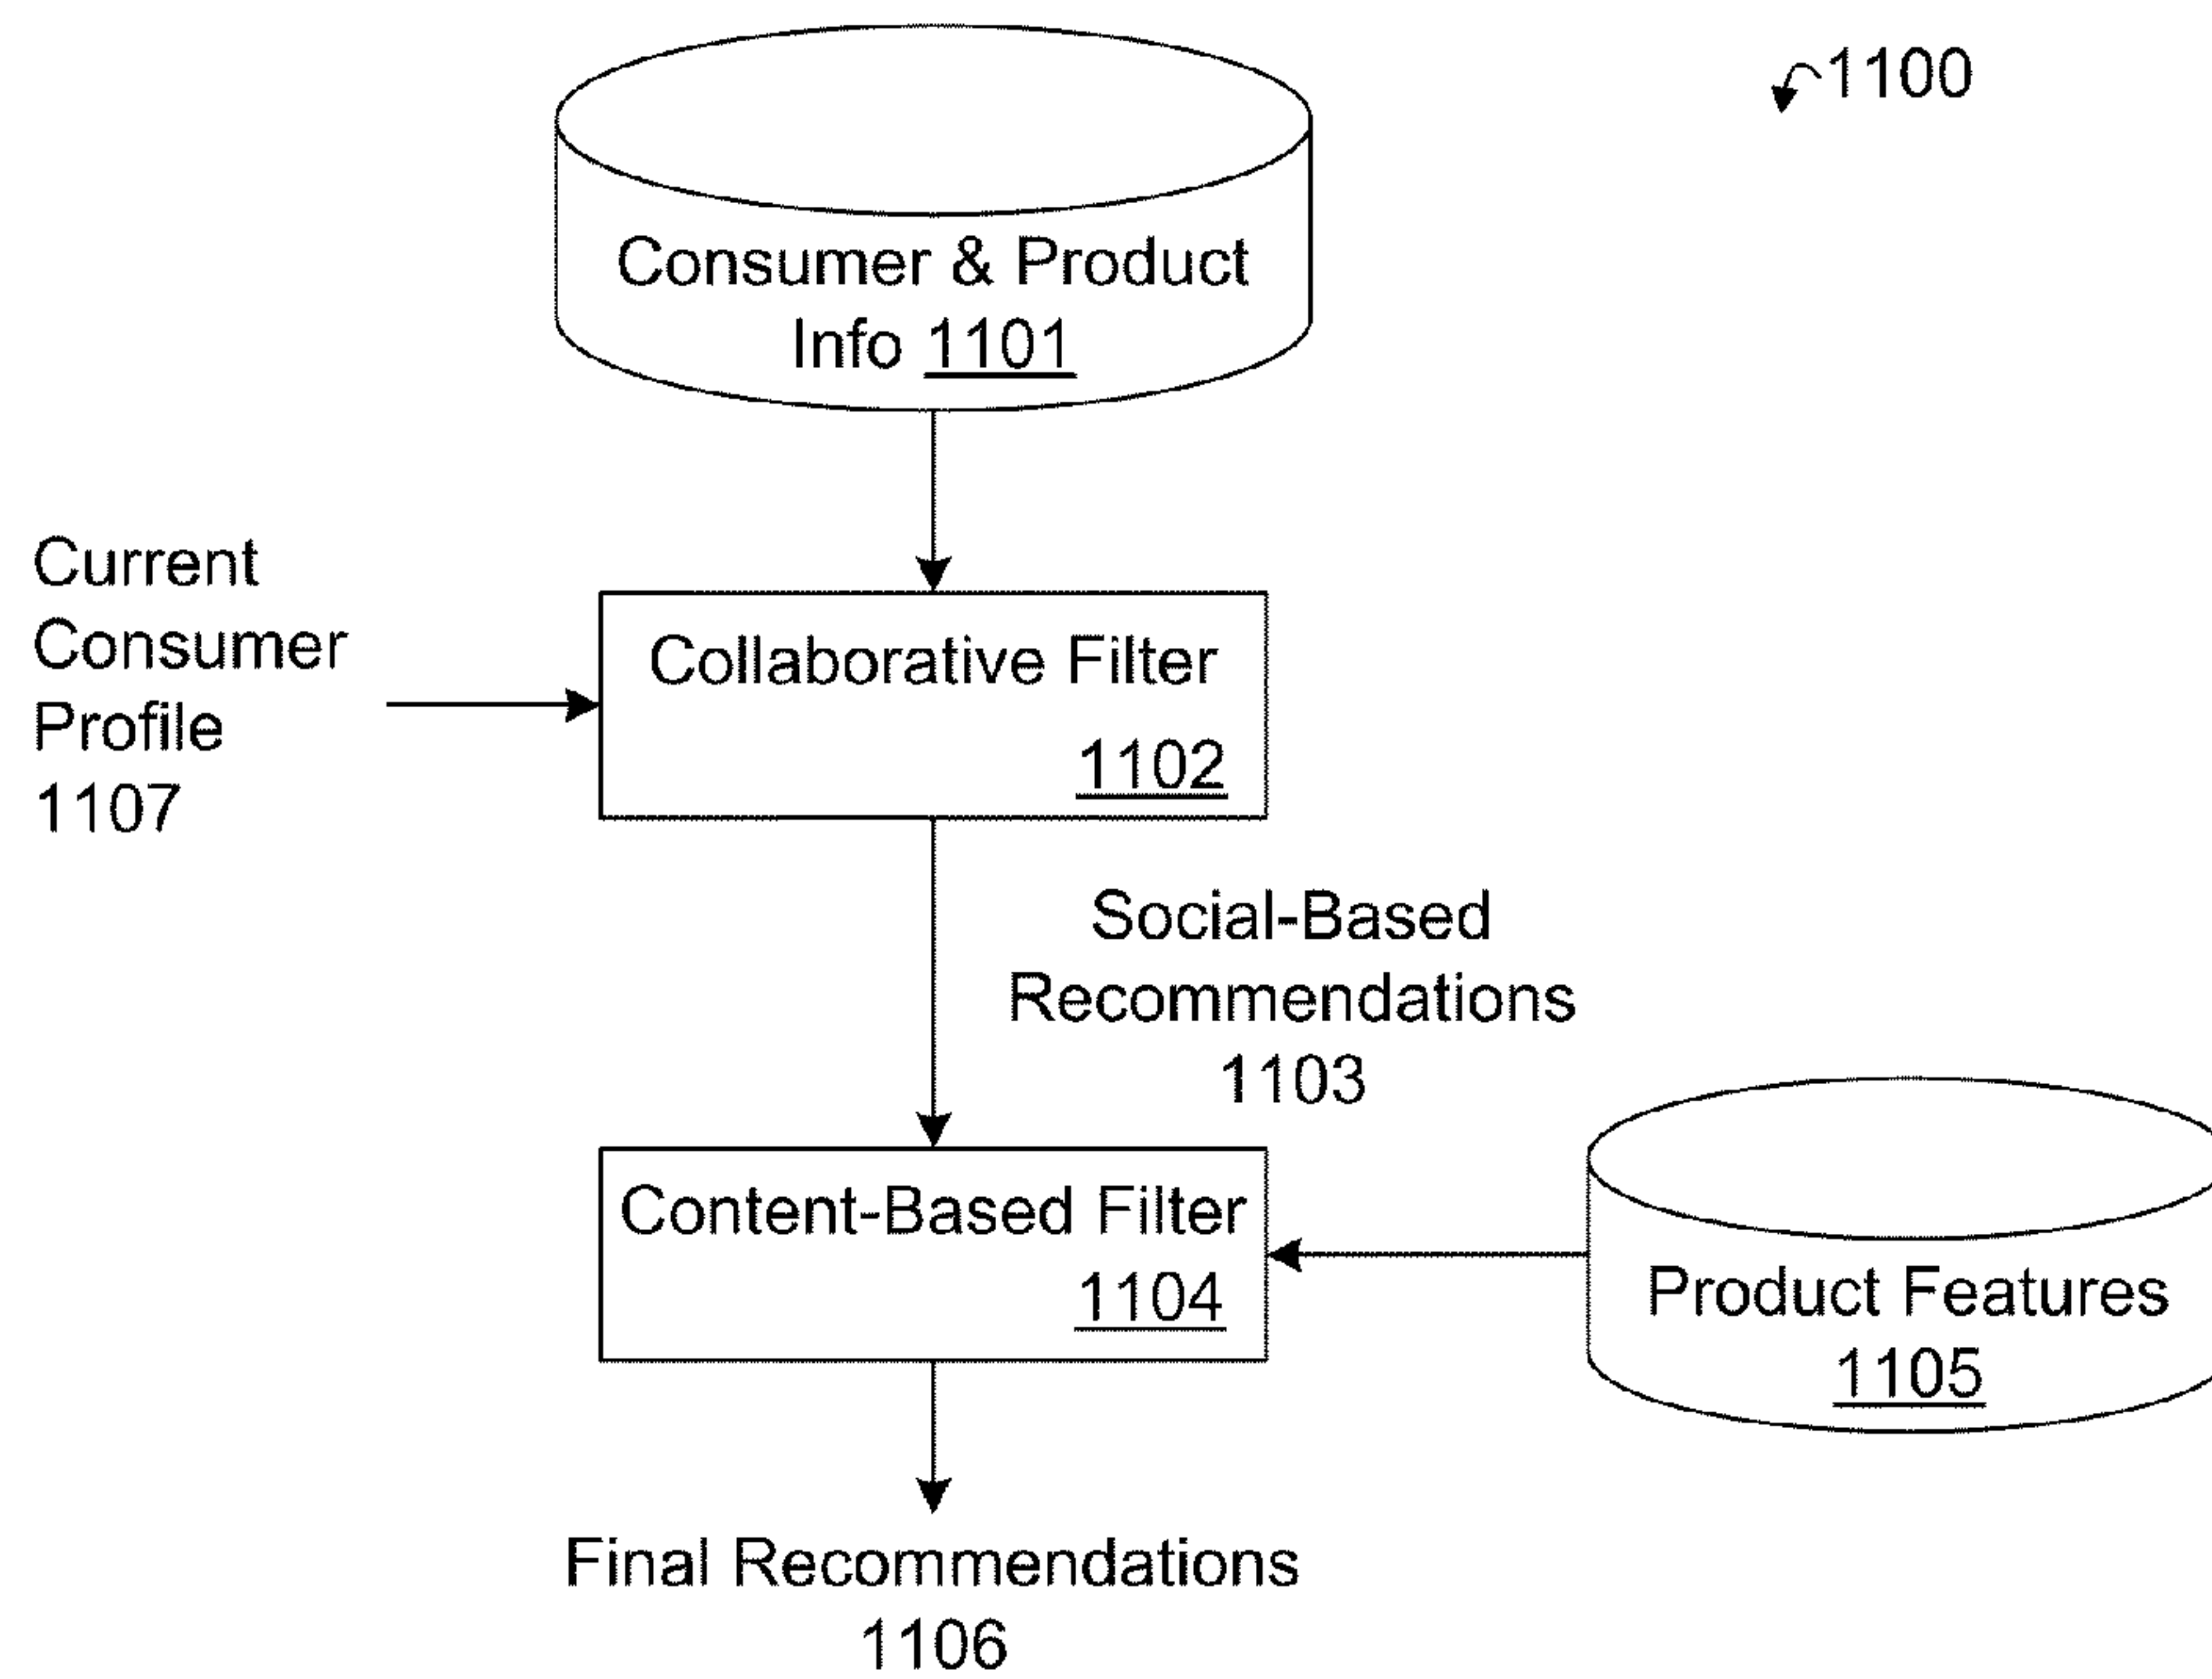 1100
Consumer & Product
Info 1101
Current
Consumer
Profile
1107
Collaborative Filter
1102
Social-Based
Recommendations
1103
Content-Based Filter
1104
Product Features
1105
Final Recommendations
1106